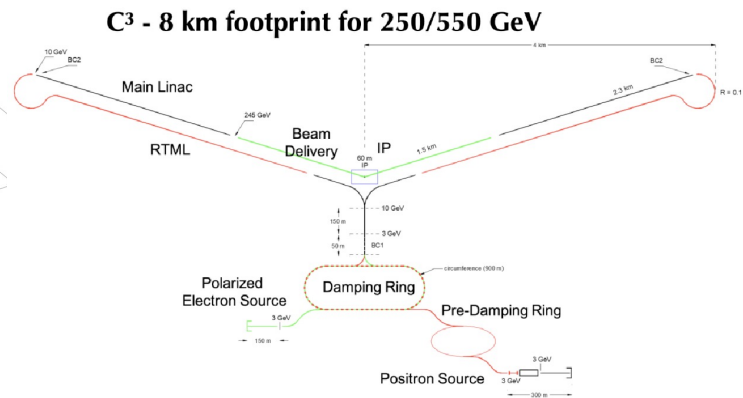 C³ - 8 km footprint for 250/550 GeV
4 km
10 GeV
BC2
BC2
Main Linac
2.3 km
R = 0.1
245 GeV
Beam
Delivery
IP
1.5 km
RTML
60 m
IP
10 GeV
150 m
3 GeV
50 m
BC1
circumference (900 m)
Polarized
Electron Source
Damping Ring
3 GeV
Pre-Damping Ring
150 m
3 GeV
Positron Source
3 GeV
300 m